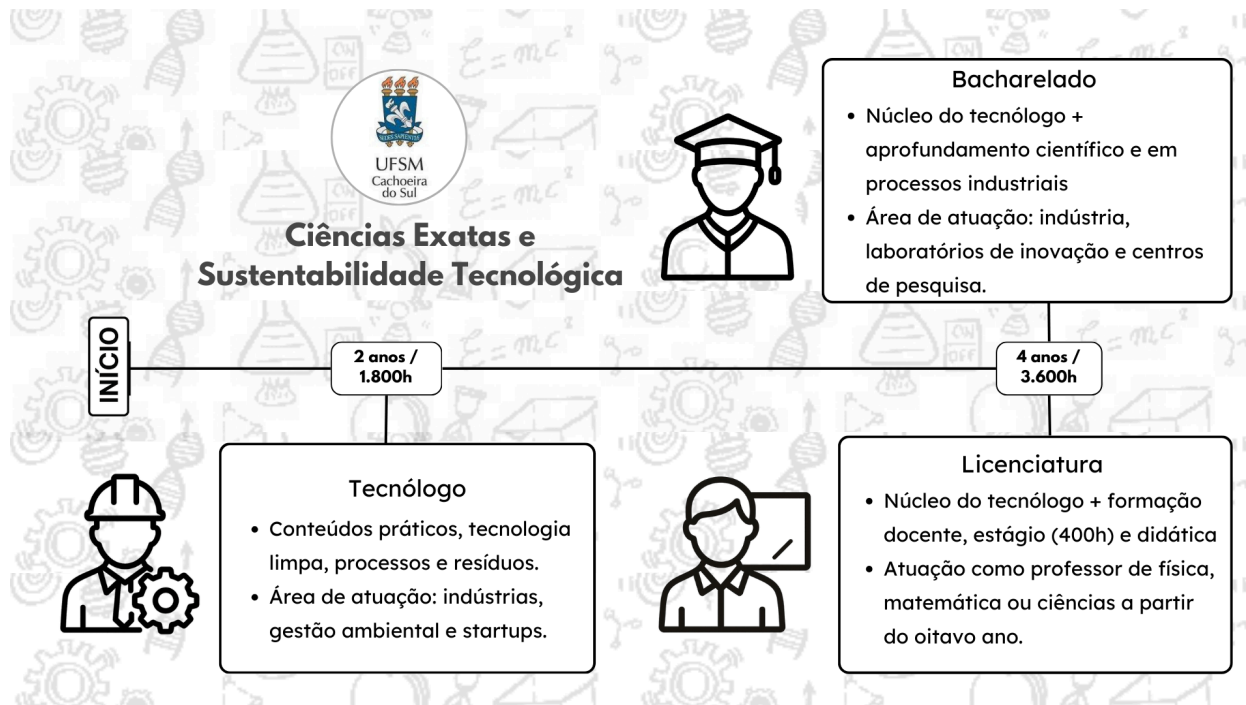 UFSM
Cachoeira
do Sul
Ciências Exatas e
Sustentabilidade Tecnológica
Bacharelado
• Núcleo do tecnólogo +
aprofundamento científico e em
processos industriais
• Área de atuação: indústria,
laboratórios de inovação e centros
de pesquisa.
INÍCIO
2 anos /
1.800h
4 anos /
3.600h
Tecnólogo
• Conteúdos práticos, tecnologia
limpa, processos e resíduos.
• Área de atuação: indústrias,
gestão ambiental e startups.
Licenciatura
• Núcleo do tecnólogo + formação
docente, estágio (400h) e didática
• Atuação como professor de física,
matemática ou ciências a partir
do oitavo ano.